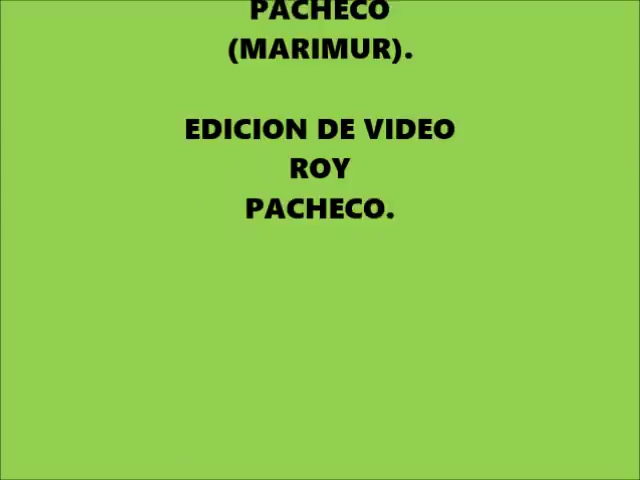 PACHECO
(MARIMUR).
EDICION DE VIDEO
ROY
PACHECO.